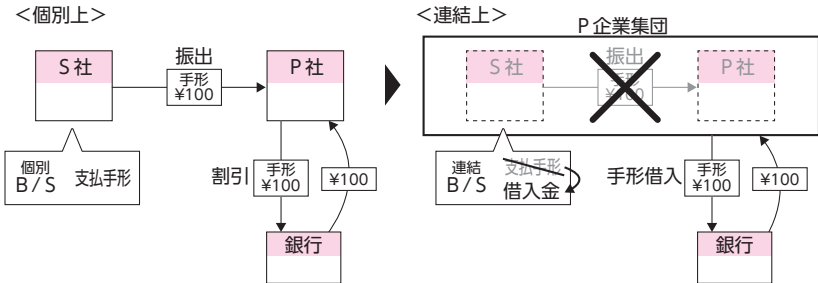 ＜個別上＞
S社
振出
手形
¥100
P社
個別
B/S
支払手形
割引
手形
¥100
¥100
銀行
＜連結上＞
P企業集団
S社
振出
手形
¥100
P社
連結
B/S
支払手形
借入金
手形借入
手形
¥100
¥100
銀行